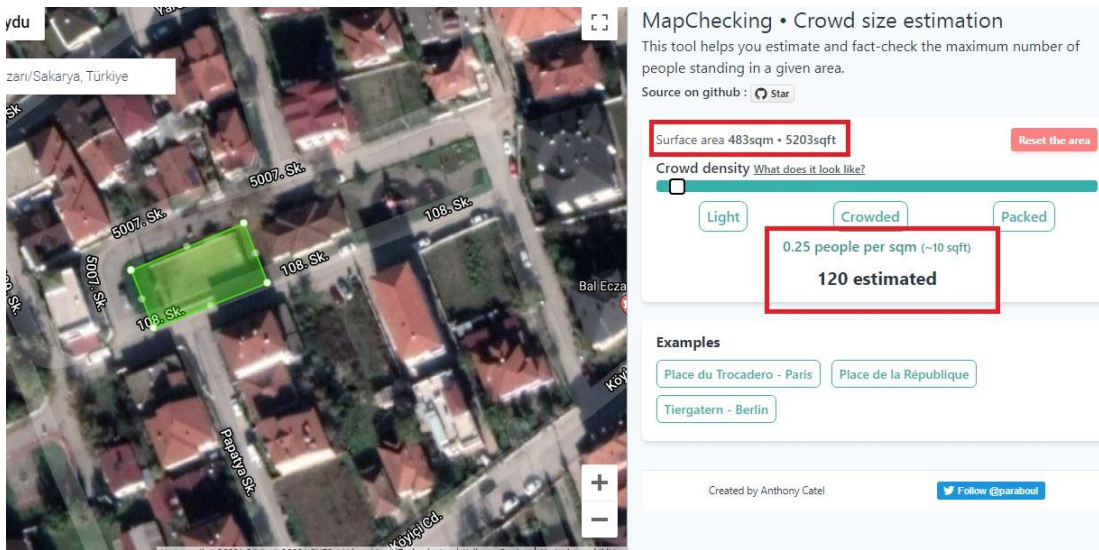 ydu
zarı/Sakarya, Türkiye
Sk
5007. Sk.
5007. Sk.
5007. Sk.
108. Sk.
108. Sk.
108. Sk.
Bal Ecza
Köyi
Papatya Sk.
Köyiçi Cd.
MapChecking • Crowd size estimation
This tool helps you estimate and fact-check the maximum number of
people standing in a given area.
Source on github : Star
Surface area 483sqm • 5203sqft
Reset the area
Crowd density What does it look like?
Light Crowded Packed
0.25 people per sqm (~10 sqft)
120 estimated
Examples
Place du Trocadero - Paris Place de la République
Tiergatern - Berlin
Created by Anthony Catel
Follow @paraboul